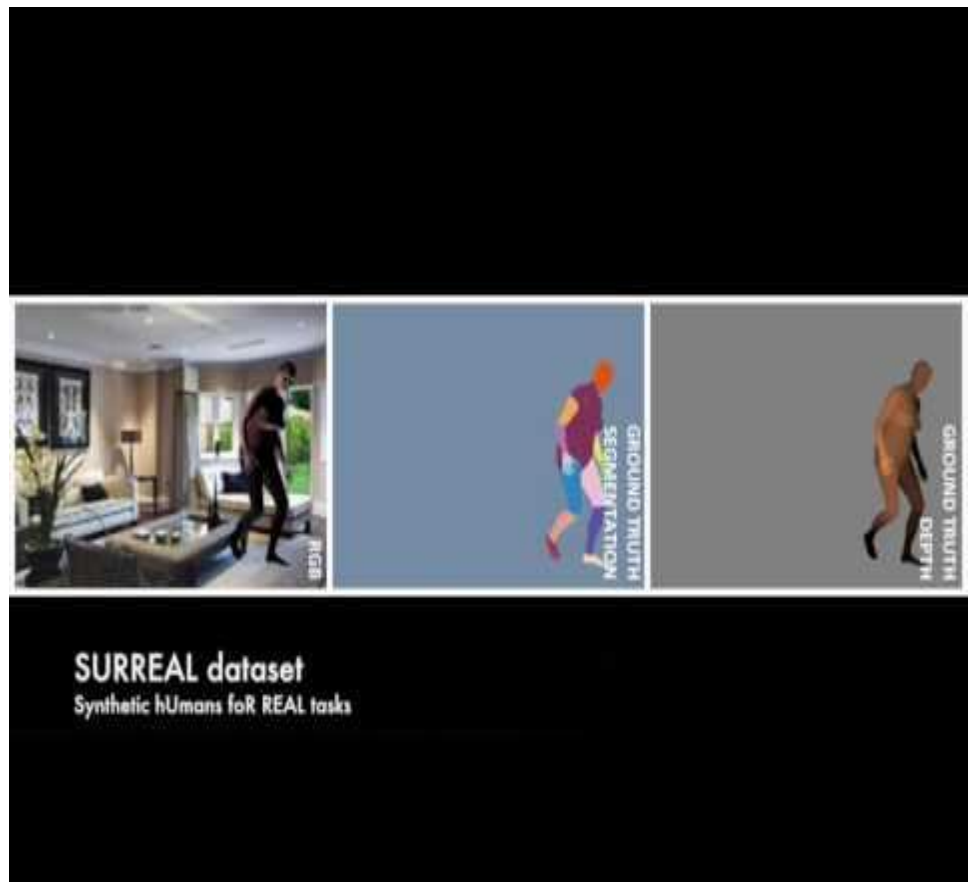 RGB
GROUND TRUTH
SEGMENTATION
GROUND TRUTH
DEPTH
SURREAL dataset
Synthetic hUmans foR REAL tasks